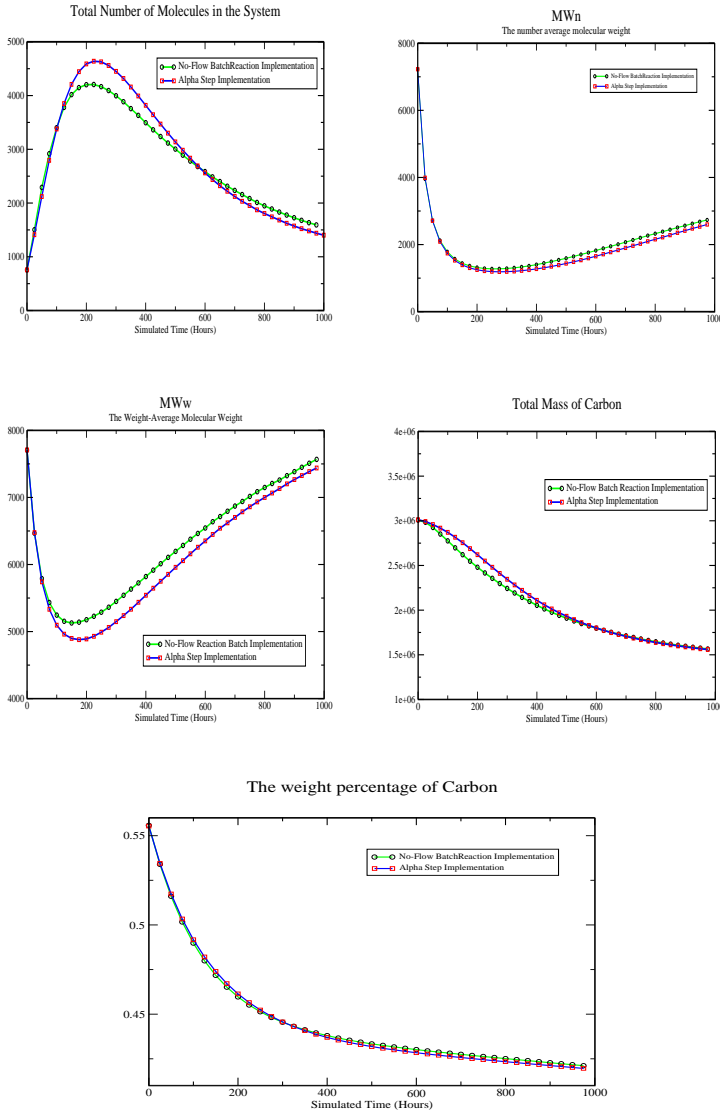 Total Number of Molecules in the System
5000
4000
3000
2000
1000
0
No-Flow BatchReaction Implementation
Alpha Step Implementation
0 200 400 600 800 1000
Simulated Time (Hours)
MWn
The number average molecular weight
8000
6000
4000
2000
0
No-Flow BatchReaction Implementation
Alpha Step Implementation
0 200 400 600 800 1000
Simulated Time (Hours)
MWw
The Weight-Average Molecular Weight
8000
7000
6000
5000
4000
No-Flow Reaction Batch Implementation
Alpha Step Implementation
0 200 400 600 800 1000
Simulated Time (Hours)
Total Mass of Carbon
4e+06
3.5e+06
3e+06
2.5e+06
2e+06
1.5e+06
1e+06
No-Flow Batch Reaction Implementation
Alpha Step Implementation
0 200 400 600 800 1000
Simulated Time (Hours)
The weight percentage of Carbon
0.55
0.5
0.45
No-Flow BatchReaction Implementation
Alpha Step Implementation
0 200 400 600 800 1000
Simulated Time (Hours)